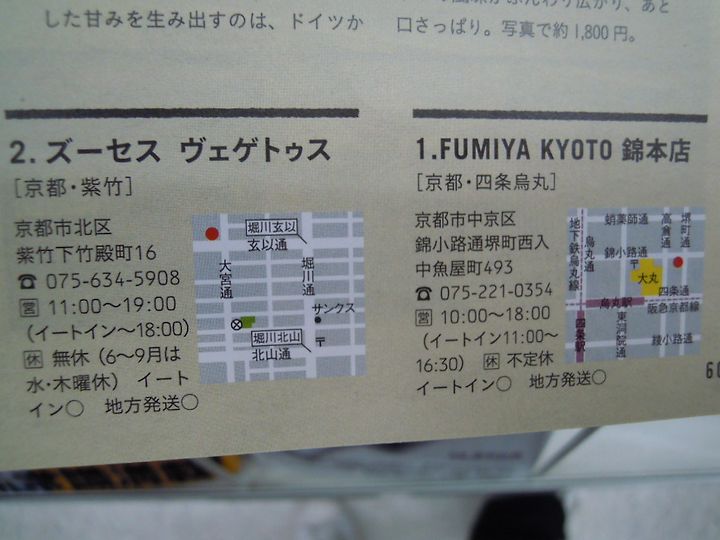 した甘みを生み出すのは、ドイツか
口さっぱり。写真で約1,800円。
2. ズーセス ヴェゲトゥス
[京都・紫竹]
京都市北区
紫竹下竹殿町16
☎ 075-634-5908
営 11:00〜19:00
(イートイン〜18:00)
休 無休 (6〜9月は
水・木曜休) イート
イン○ 地方発送○
堀川玄以
玄以通
大宮通
堀川通
サンクス
堀川北山
北山通
〒
1.FUMIYA KYOTO 錦本店
[京都・四条烏丸]
京都市中京区
錦小路通堺町西入
中魚屋町493
☎ 075-221-0354
営 10:00〜18:00
(イートイン11:00〜
16:30) 休 不定休
イートイン○ 地方発送○
地下鉄烏丸線
烏丸通
蛸薬師通
高倉通
堺町通
錦小路通
〒
大丸
四条通
烏丸駅
阪急京都線
四条駅
東洞院通
綾小路通